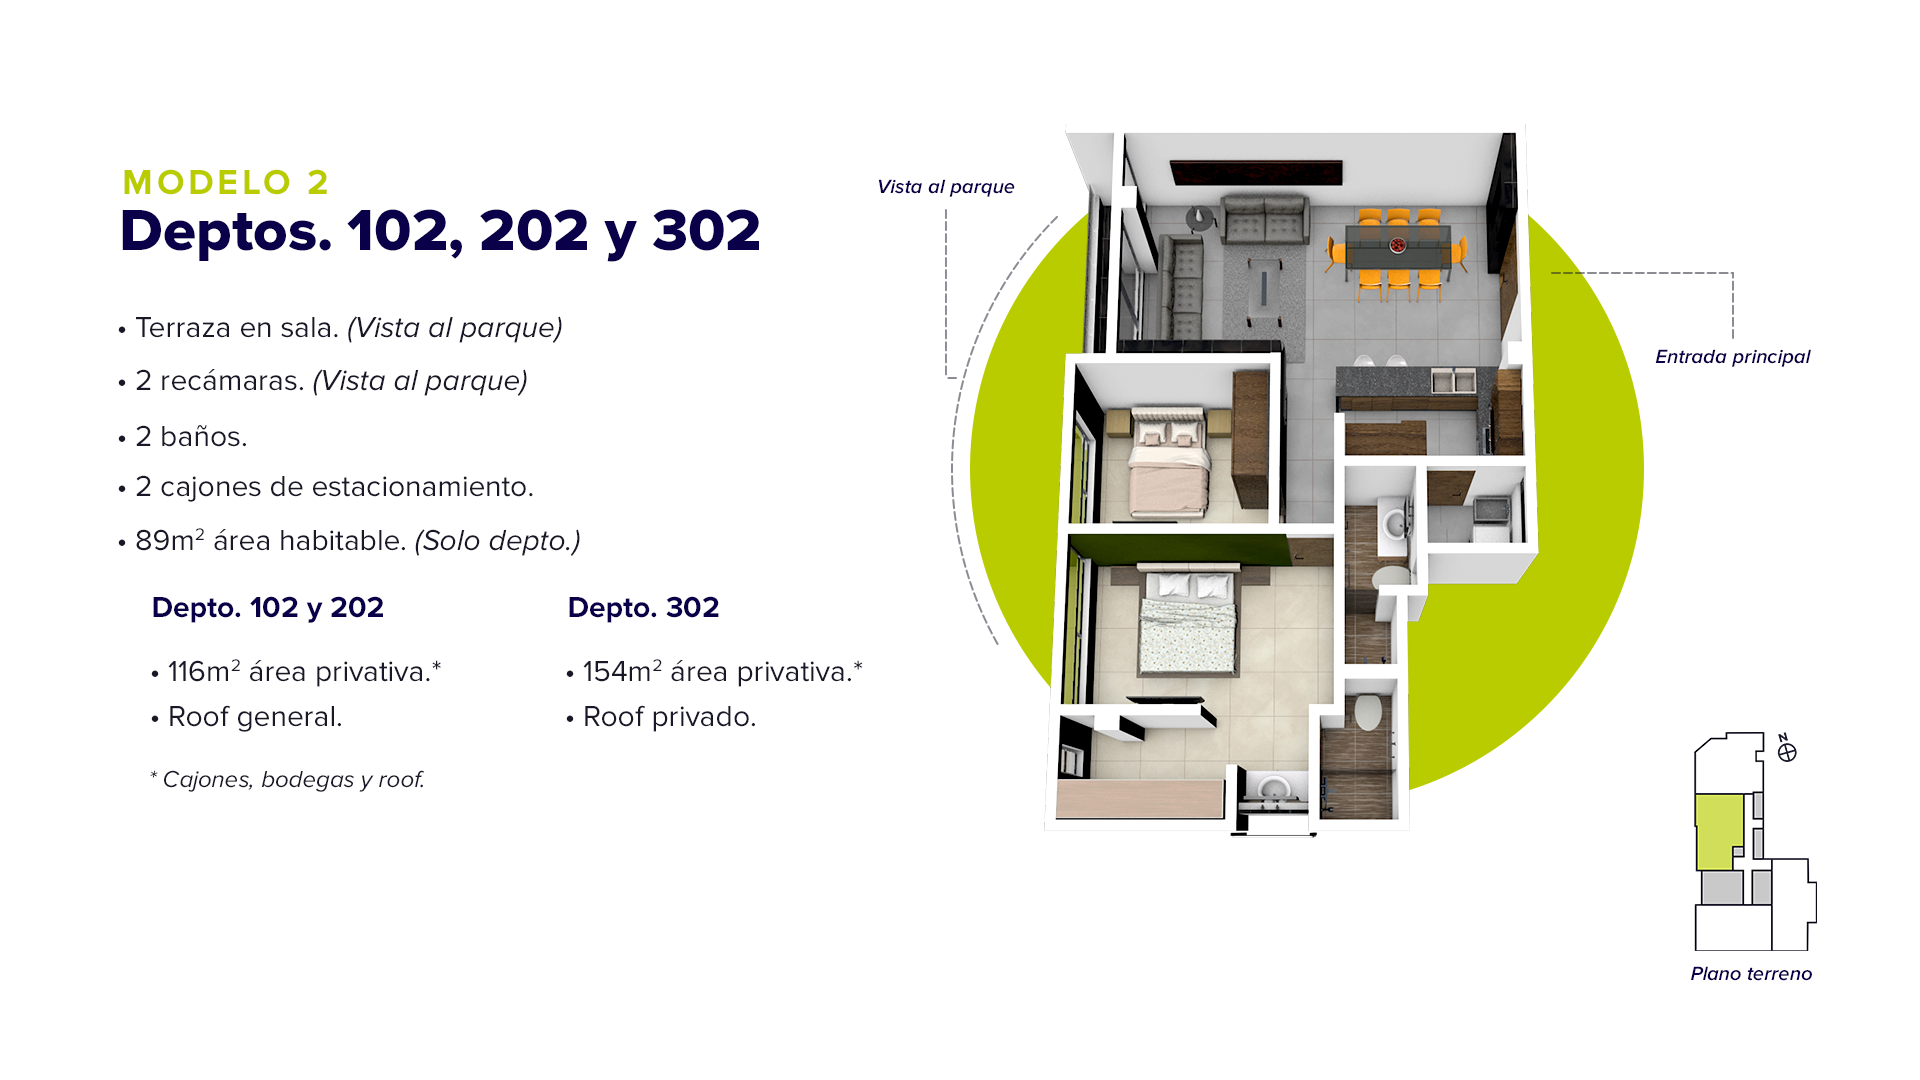 MODELO 2
Deptos. 102, 202 y 302
• Terraza en sala. (Vista al parque)
• 2 recámaras. (Vista al parque)
• 2 baños.
• 2 cajones de estacionamiento.
• 89m² área habitable. (Solo depto.)
Depto. 102 y 202
• 116m² área privativa.*
• Roof general.
* Cajones, bodegas y roof.
Depto. 302
• 154m² área privativa.*
• Roof privado.
Vista al parque
Entrada principal
N
Plano terreno